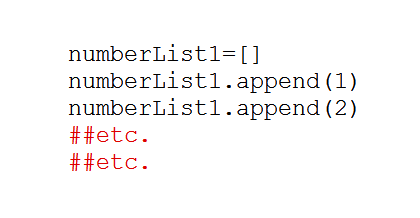 numberList1=[]
numberList1.append(1)
numberList1.append(2)
##etc.
##etc.